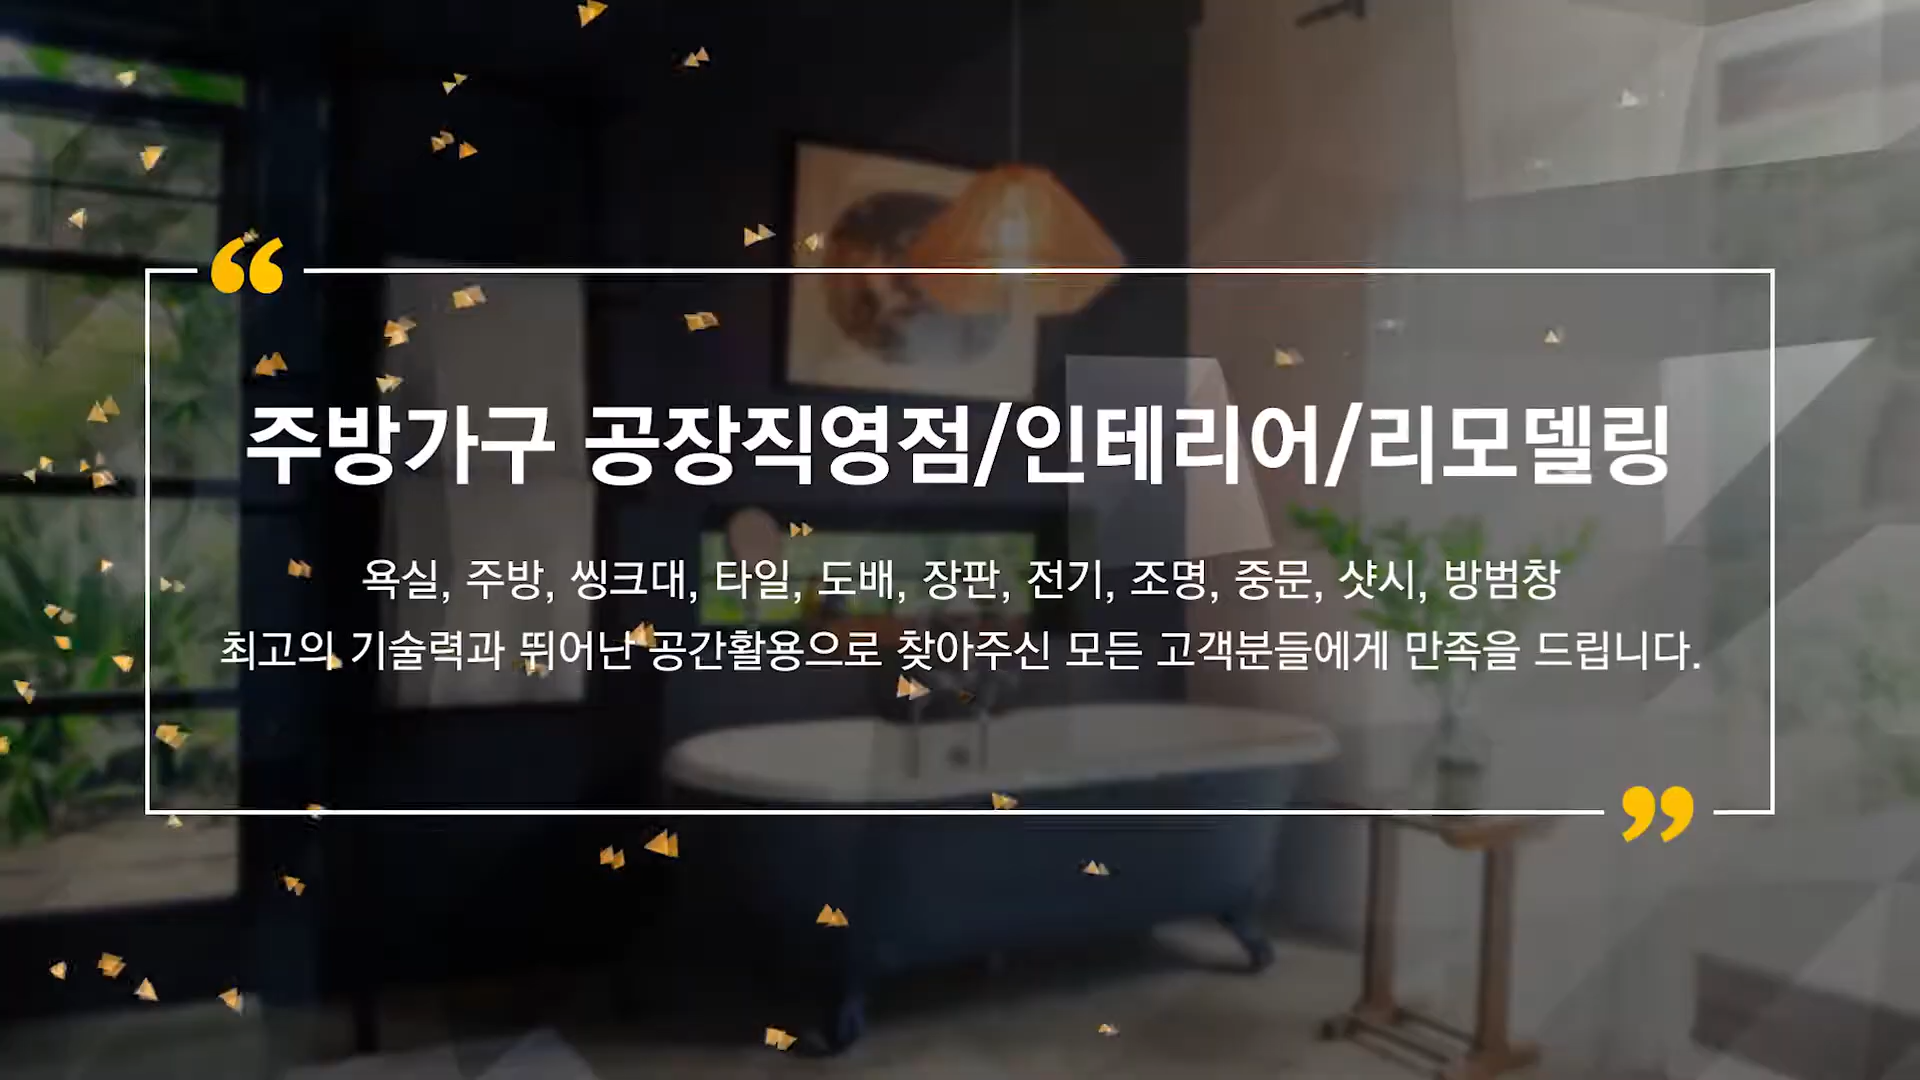 “
주방가구 공장직영점/인테리어/리모델링
욕실, 주방, 씽크대, 타일, 도배, 장판, 전기, 조명, 중문, 샷시, 방범창
최고의 기술력과 뛰어난 공간활용으로 찾아주신 모든 고객분들에게 만족을 드립니다.
”